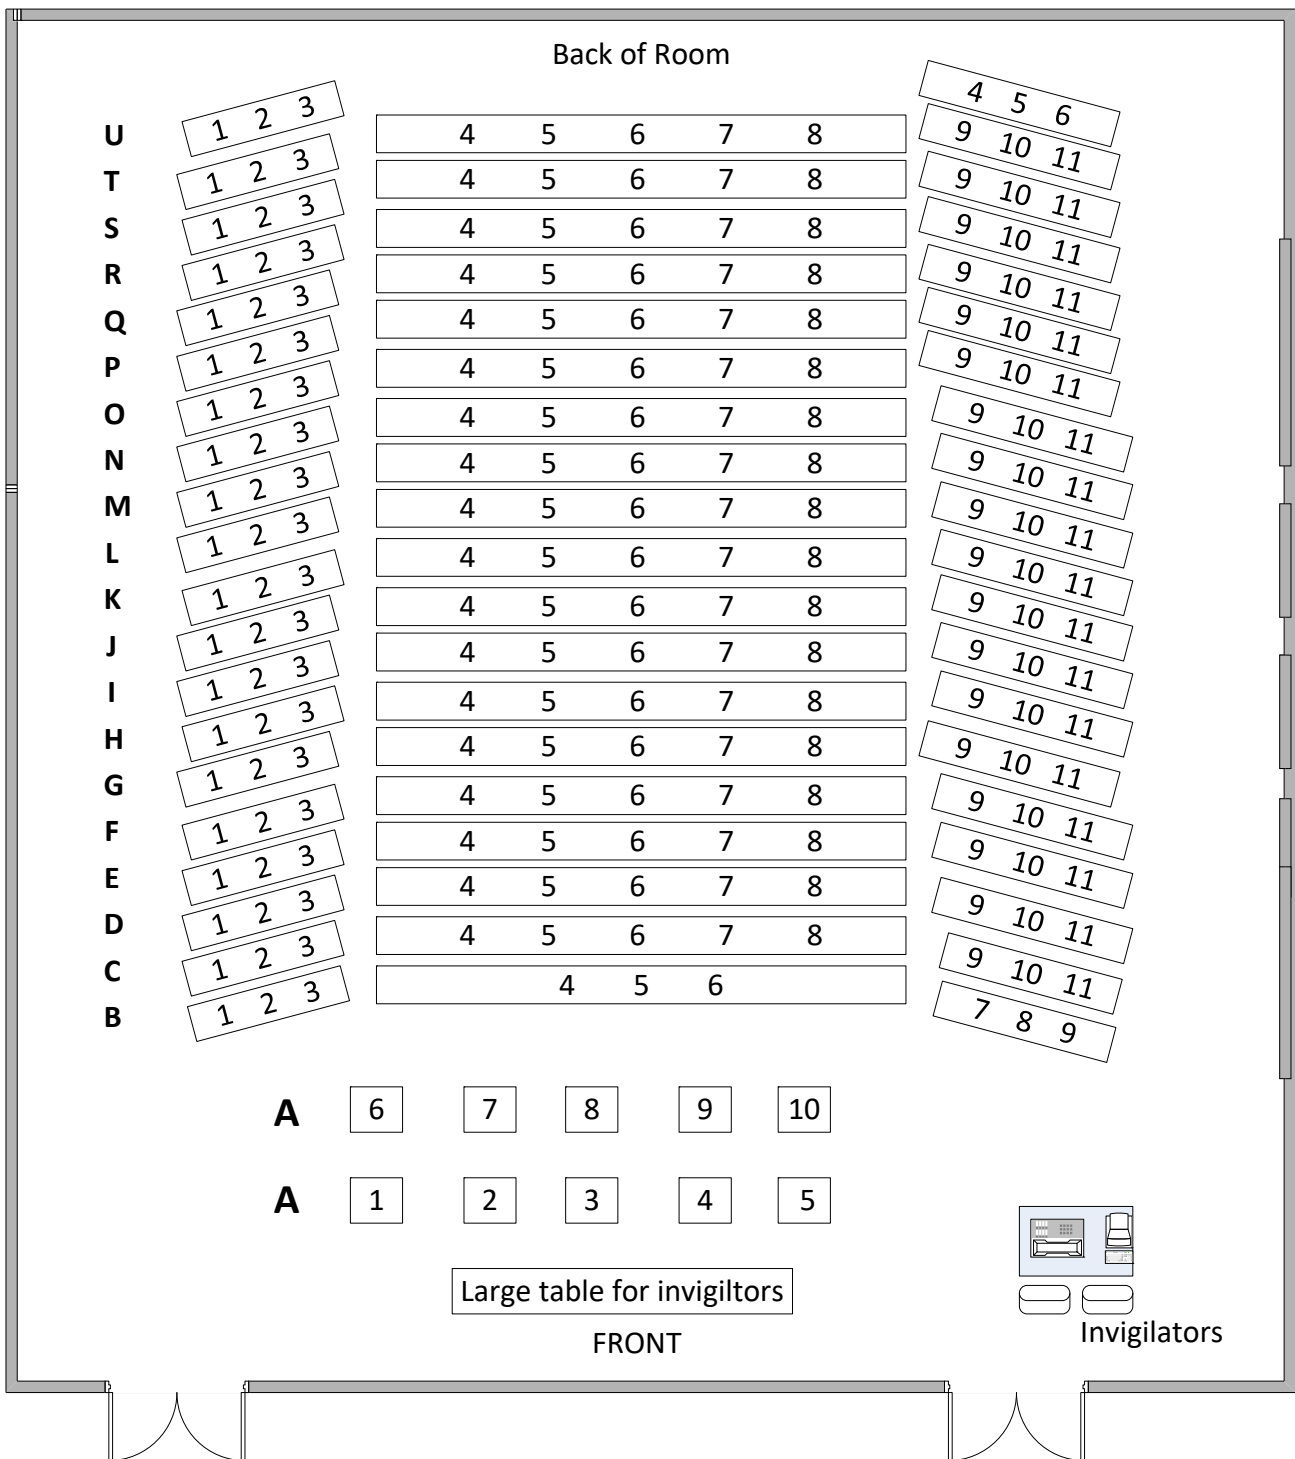 Back of Room
U 1 2 3 4 5 6
T 1 2 3 4 5 6 7 8 9 10 11
S 1 2 3 4 5 6 7 8 9 10 11
R 1 2 3 4 5 6 7 8 9 10 11
Q 1 2 3 4 5 6 7 8 9 10 11
P 1 2 3 4 5 6 7 8 9 10 11
O 1 2 3 4 5 6 7 8 9 10 11
N 1 2 3 4 5 6 7 8 9 10 11
M 1 2 3 4 5 6 7 8 9 10 11
L 1 2 3 4 5 6 7 8 9 10 11
K 1 2 3 4 5 6 7 8 9 10 11
J 1 2 3 4 5 6 7 8 9 10 11
I 1 2 3 4 5 6 7 8 9 10 11
H 1 2 3 4 5 6 7 8 9 10 11
G 1 2 3 4 5 6 7 8 9 10 11
F 1 2 3 4 5 6 7 8 9 10 11
E 1 2 3 4 5 6 7 8 9 10 11
D 1 2 3 4 5 6 7 8 9 10 11
C 1 2 3 4 5 6 7 8 9 10 11
B 1 2 3 4 5 6 7 8 9
A 6 7 8 9 10
A 1 2 3 4 5
Large table for invigiltors
FRONT
Invigilators